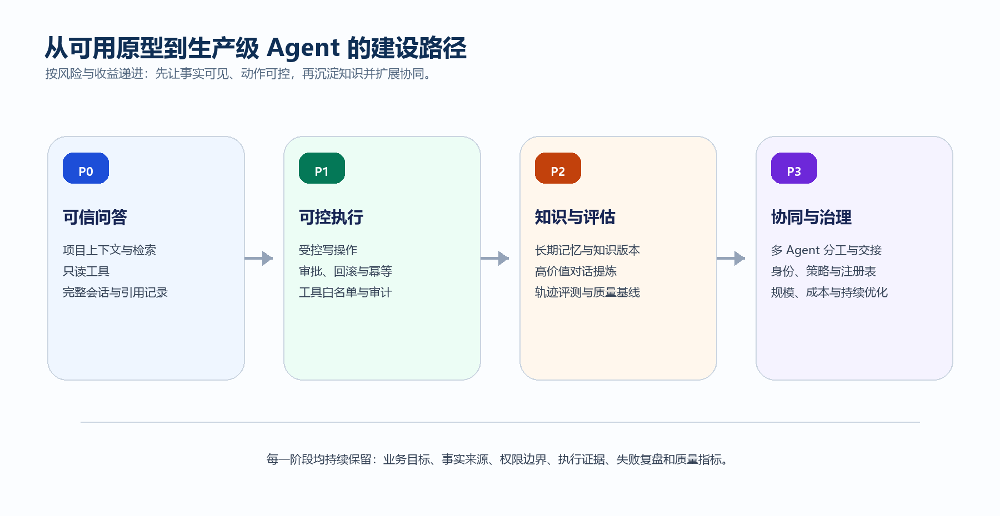 从可用原型到生产级 Agent 的建设路径
按风险与收益递进：先让事实可见、动作可控，再沉淀知识并扩展协同。
P0
可信问答
项目上下文与检索
只读工具
完整会话与引用记录
P1
可控执行
受控写操作
审批、回滚与幂等
工具白名单与审计
P2
知识与评估
长期记忆与知识版本
高价值对话提炼
轨迹评测与质量基线
P3
协同与治理
多 Agent 分工与交接
身份、策略与注册表
规模、成本与持续优化
每一阶段均持续保留：业务目标、事实来源、权限边界、执行证据、失败复盘和质量指标。